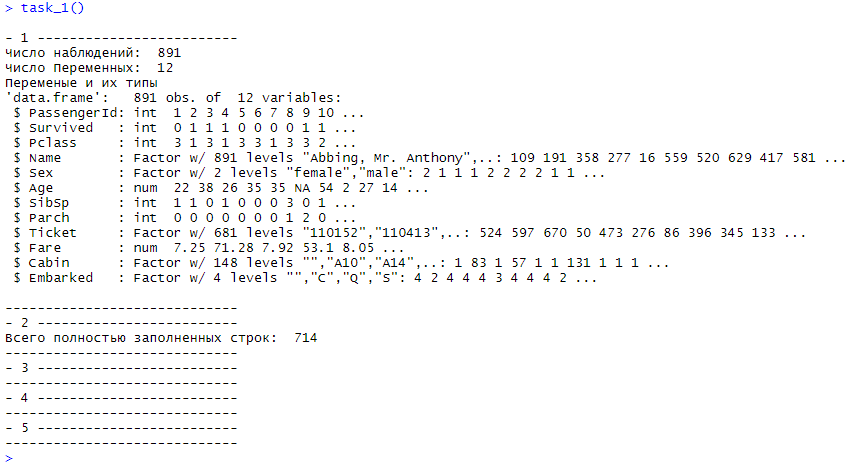 > task_1()
- 1 -------------------------
Число наблюдений:  891
Число Переменных:  12
Переменые и их типы
'data.frame':   891 obs. of  12 variables:
 $ PassengerId: int  1 2 3 4 5 6 7 8 9 10 ...
 $ Survived   : int  0 1 1 1 0 0 0 0 1 1 ...
 $ Pclass     : int  3 1 3 1 3 3 1 3 3 2 ...
 $ Name       : Factor w/ 891 levels "Abbing, Mr. Anthony",..: 109 191 358 277 16 559 520 629 417 581 ...
 $ Sex        : Factor w/ 2 levels "female","male": 2 1 1 1 2 2 2 2 1 1 ...
 $ Age        : num  22 38 26 35 35 NA 54 2 27 14 ...
 $ SibSp      : int  1 1 0 1 0 0 0 3 0 1 ...
 $ Parch      : int  0 0 0 0 0 0 0 1 2 0 ...
 $ Ticket     : Factor w/ 681 levels "110152","110413",..: 524 597 670 50 473 276 86 396 345 133 ...
 $ Fare       : num  7.25 71.28 7.92 53.1 8.05 ...
 $ Cabin      : Factor w/ 148 levels "","A10","A14",..: 1 83 1 57 1 1 131 1 1 1 ...
 $ Embarked   : Factor w/ 4 levels "","C","Q","S": 4 2 4 4 4 3 4 4 4 2 ...
-----------------------------
- 2 -------------------------
Всего полностью заполненных строк:  714
-----------------------------
- 3 -------------------------
-----------------------------
- 4 -------------------------
-----------------------------
- 5 -------------------------
-----------------------------
>